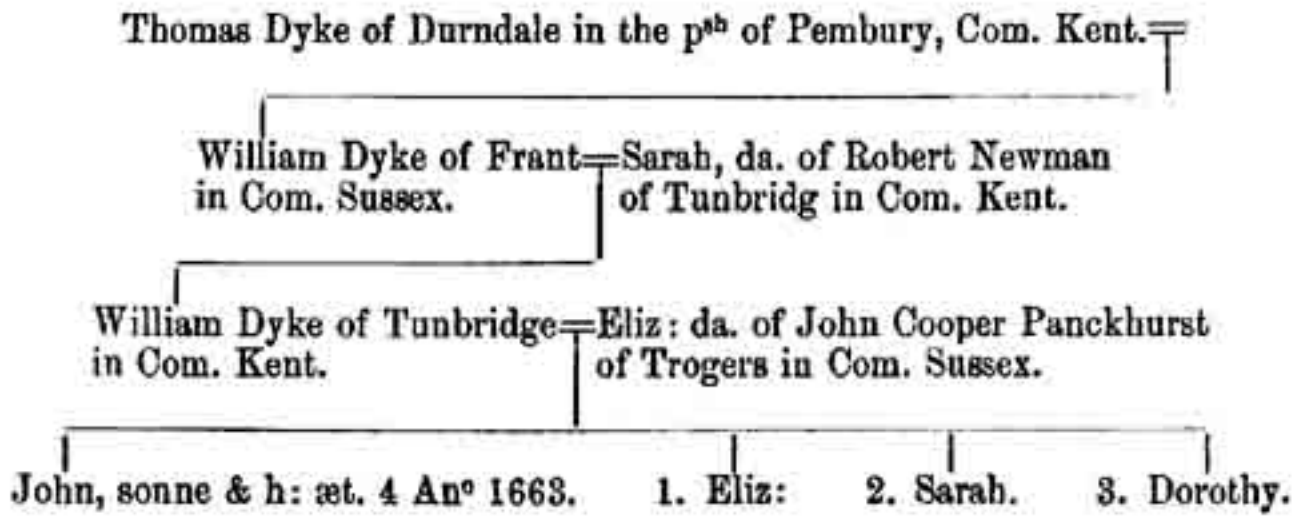 Thomas Dyke of Durndale in the pˢʰ of Pembury, Com. Kent.
William Dyke of Frant=Sarah, da. of Robert Newman
in Com. Sussex. of Tunbridg in Com. Kent.
William Dyke of Tunbridge=Eliz: da. of John Cooper Panckhurst
in Com. Kent. of Trogers in Com. Sussex.
John, sonne & h: æt. 4 Anᵒ 1663. 1. Eliz: 2. Sarah. 3. Dorothy.